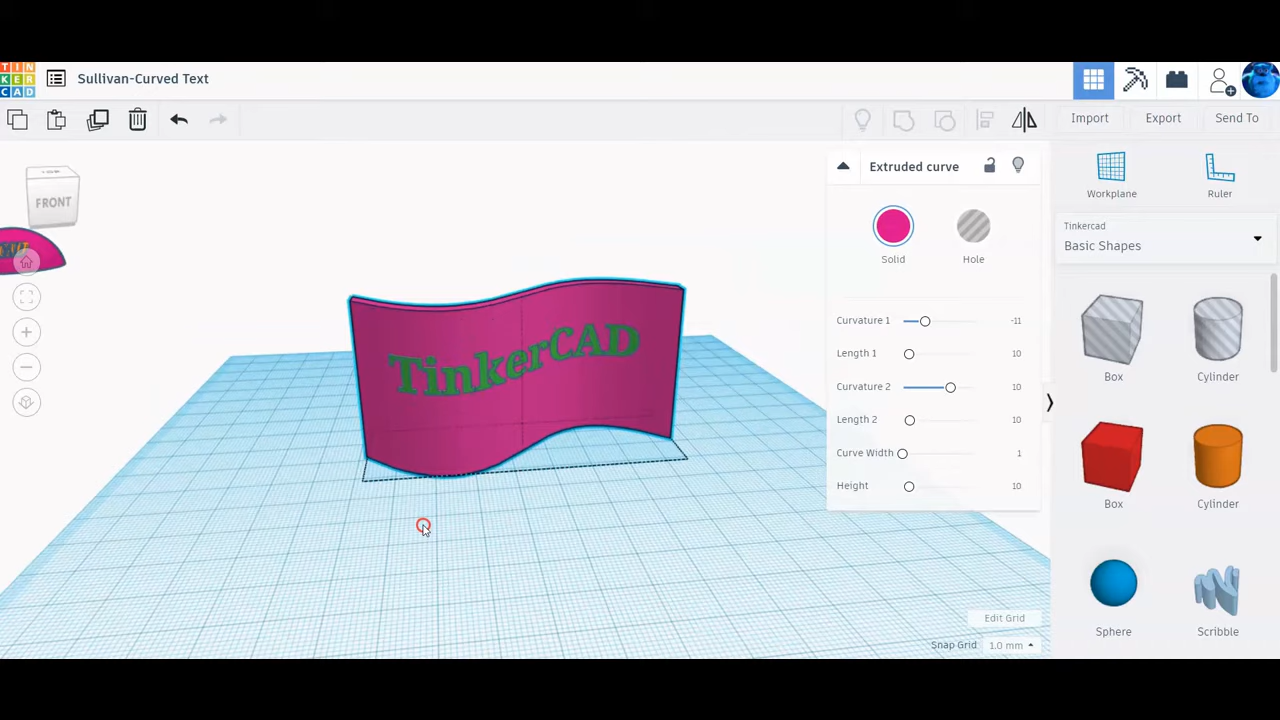 TIN
KER
CAD
Sullivan-Curved Text
Import
Export
Send To
TOP
FRONT
Extruded curve
Solid
Hole
Curvature 1 -11
Length 1 10
Curvature 2 10
Length 2 10
Curve Width 1
Height 10
TinkerCAD
Workplane
Ruler
Tinkercad
Basic Shapes
Box
Cylinder
Box
Cylinder
Sphere
Scribble
Edit Grid
Snap Grid 1.0 mm